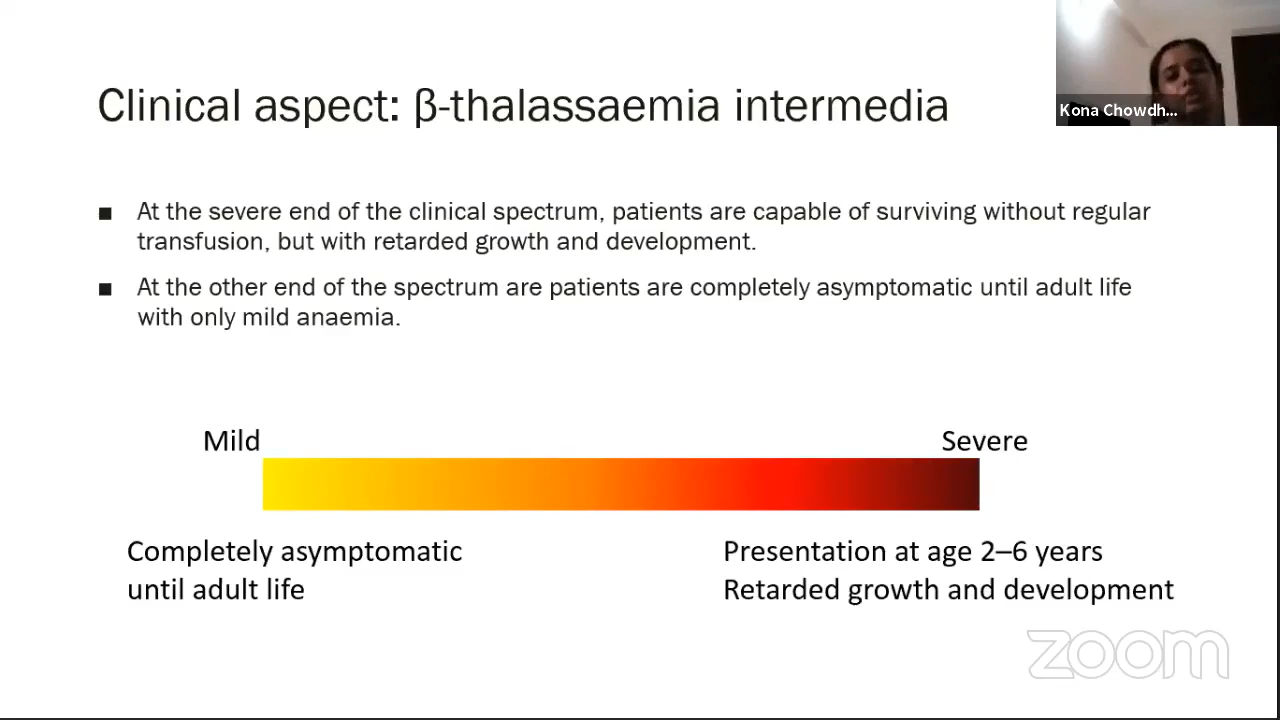 Clinical aspect: β-thalassaemia intermedia
Kona Chowdh...
■ At the severe end of the clinical spectrum, patients are capable of surviving without regular
transfusion, but with retarded growth and development.
■ At the other end of the spectrum are patients are completely asymptomatic until adult life
with only mild anaemia.
Mild
Severe
Completely asymptomatic
until adult life
Presentation at age 2–6 years
Retarded growth and development
zoom